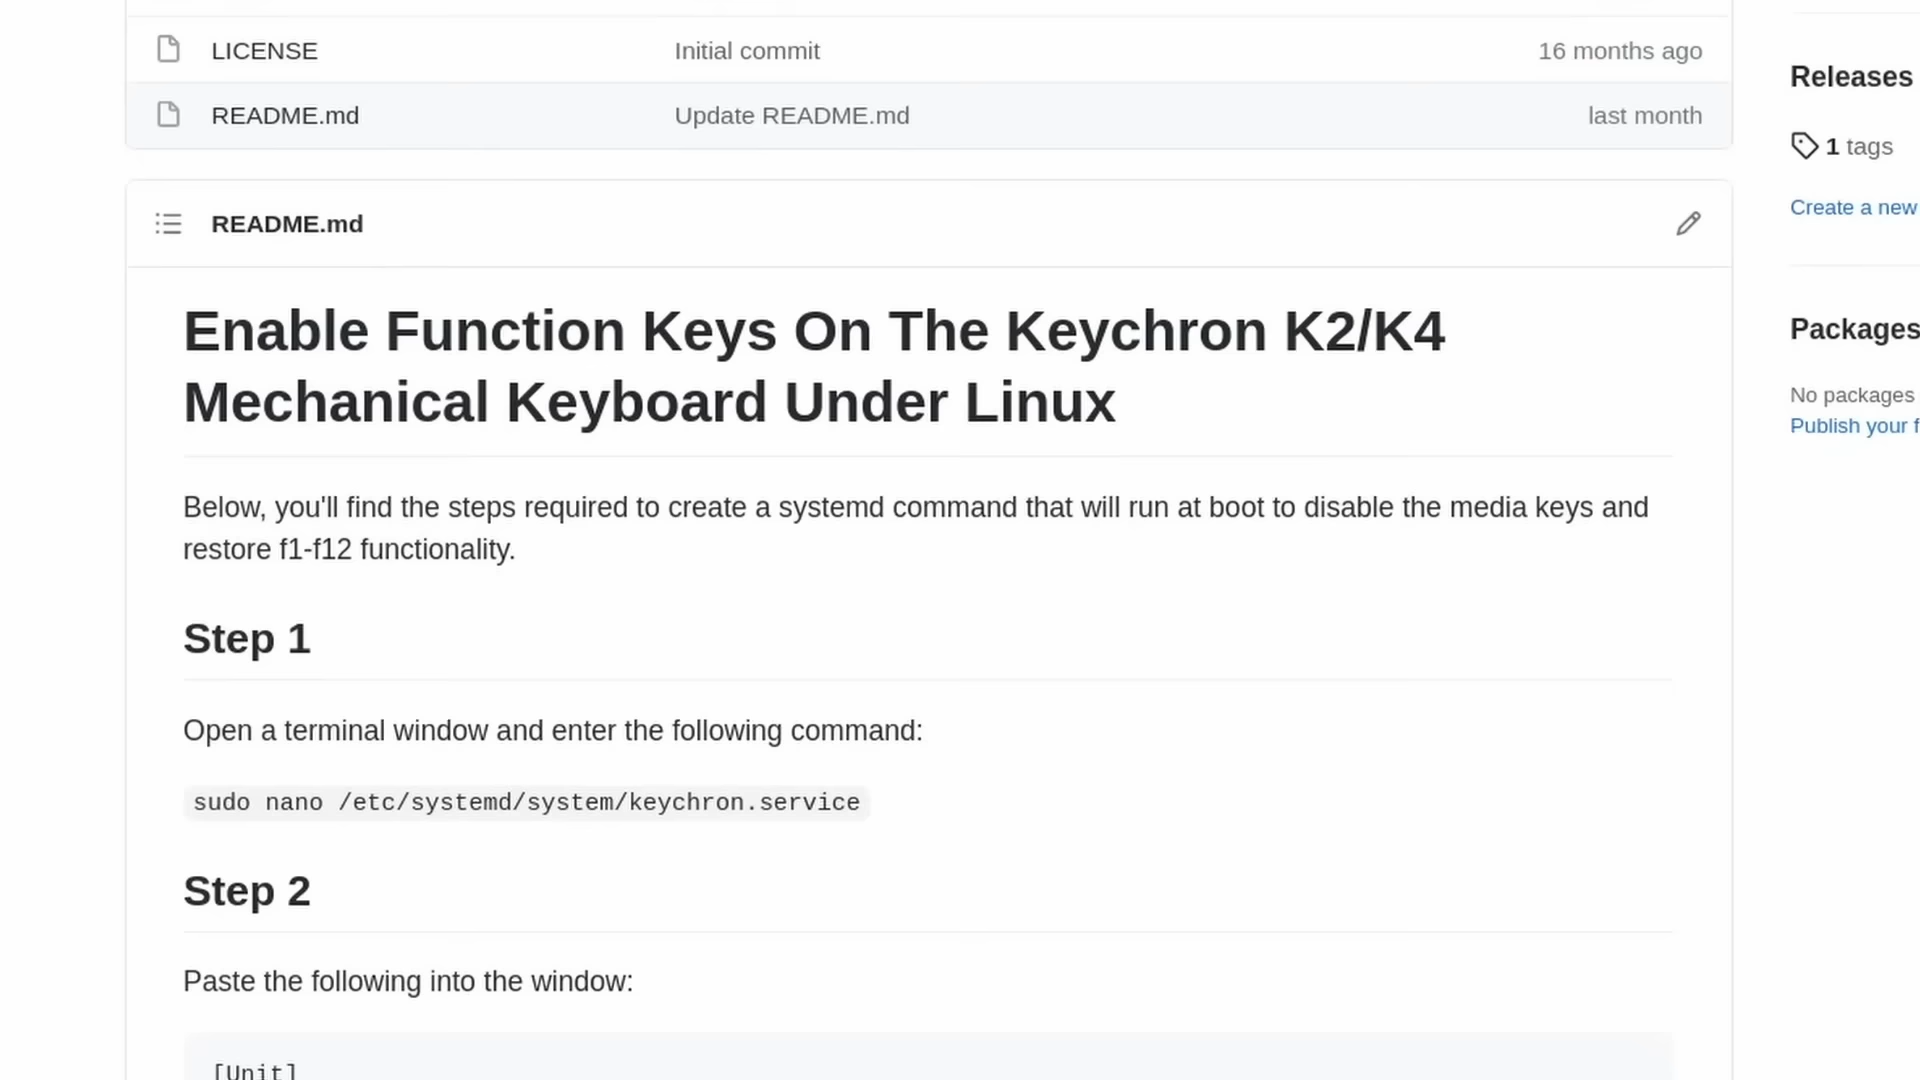 LICENSE Initial commit 16 months ago
README.md Update README.md last month
README.md
Enable Function Keys On The Keychron K2/K4
Mechanical Keyboard Under Linux
Below, you'll find the steps required to create a systemd command that will run at boot to disable the media keys and
restore f1-f12 functionality.
Step 1
Open a terminal window and enter the following command:
sudo nano /etc/systemd/system/keychron.service
Step 2
Paste the following into the window:
[Unit]
Releases
1 tags
Create a new
Packages
No packages
Publish your f